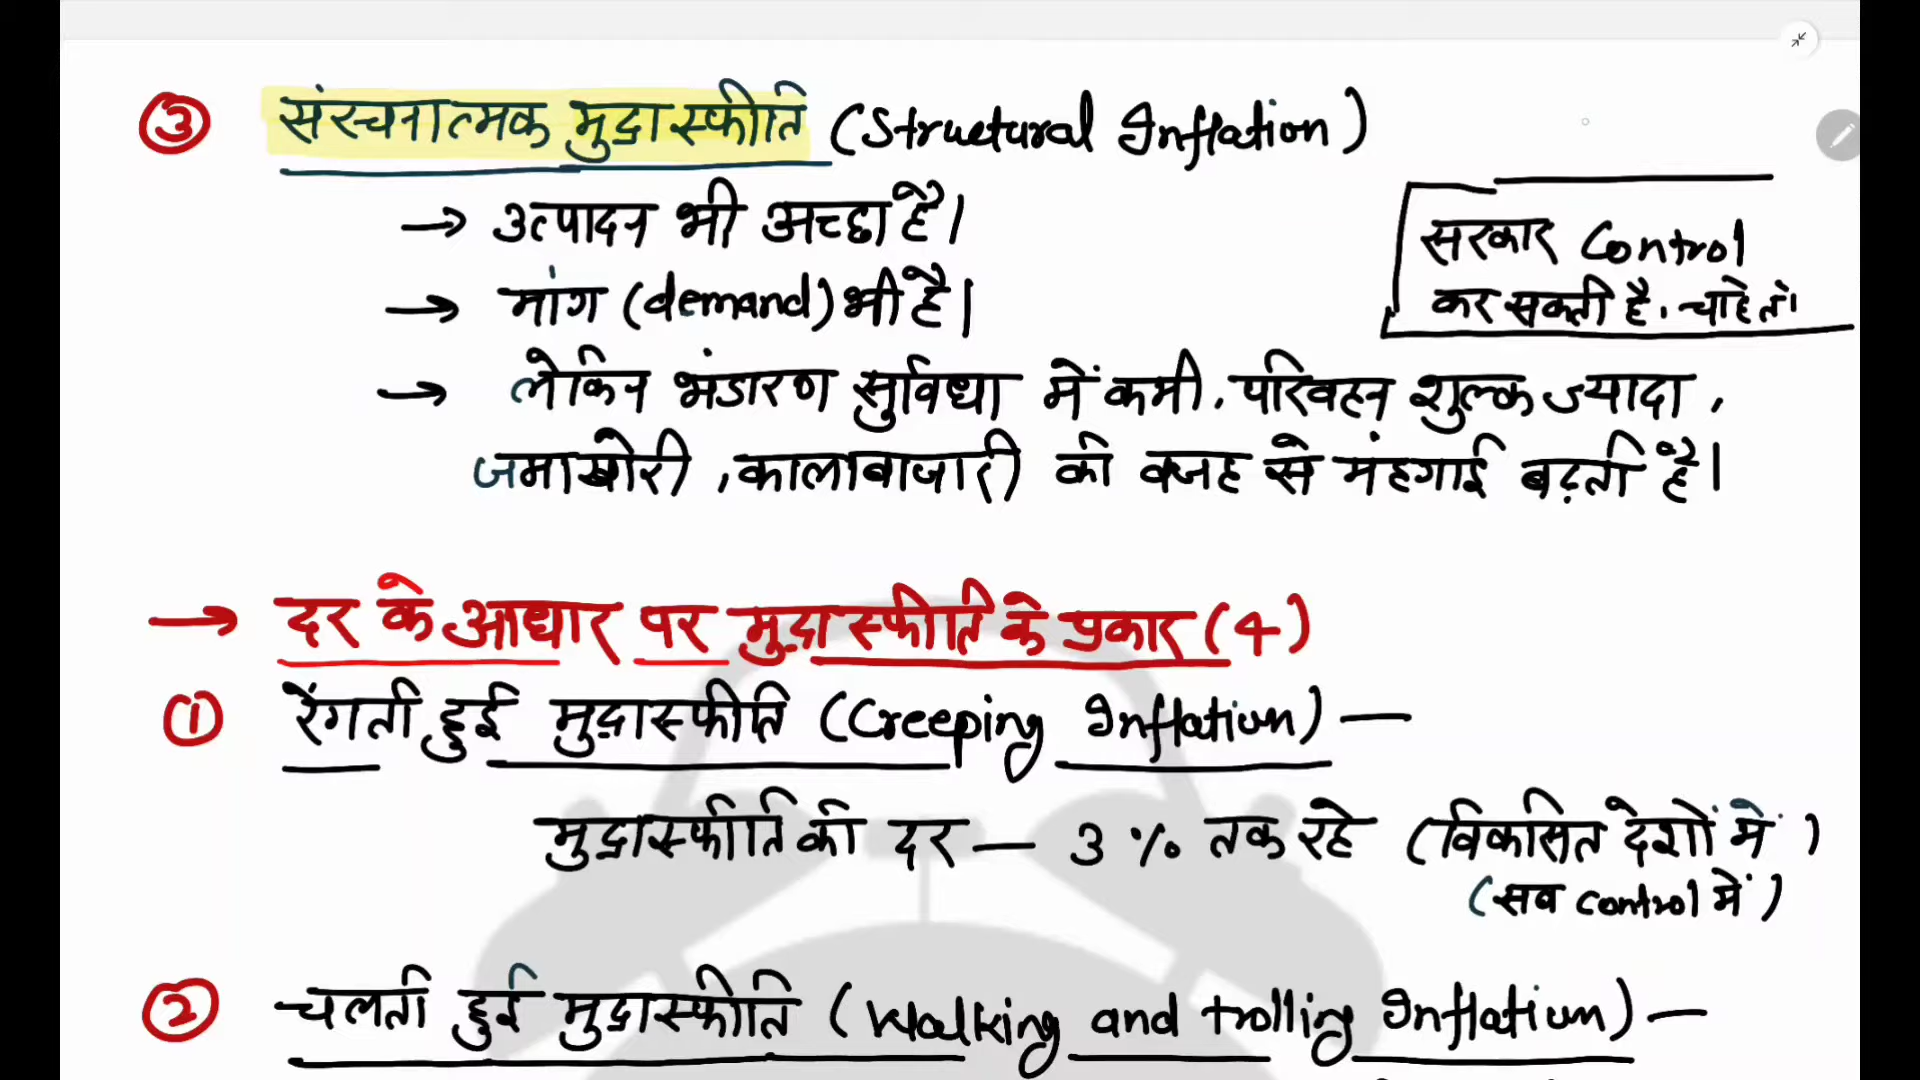 ③ संरचनात्मक मुद्रास्फीति (Structural Inflation)
→ उत्पादन भी अच्छा है।
→ मांग (demand) भी है।
सरकार Control
कर सकती है। चाहे तो।
→ लेकिन भंडारण सुविधा में कमी, परिवहन शुल्क ज्यादा,
जमाखोरी, कालाबाजारी की वजह से मंहगाई बढ़ती है।
→ दर के आधार पर मुद्रास्फीति के प्रकार (4)
① रेंगती हुई मुद्रास्फीति (Creeping Inflation) —
मुद्रास्फीति की दर — 3 % तक रहे (विकसित देशों में)
(सब control में)
② चलती हुई मुद्रास्फीति (Walking and trolling Inflation) —